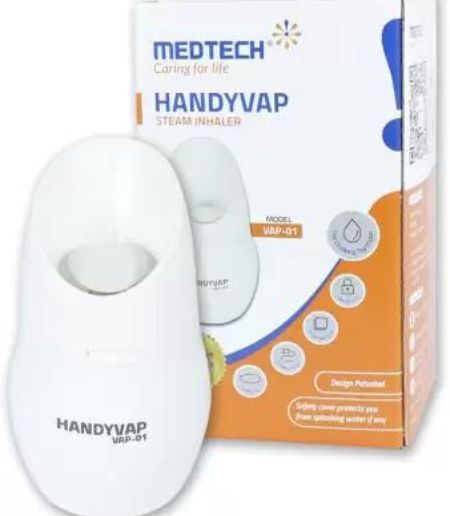 MEDTECH
Caring for life
HANDYVAP
STEAM INHALER
MODEL
VAP-01
Design Patented
Safety cover protects you
from splashing water if any
HANDYVAP
VAP-01